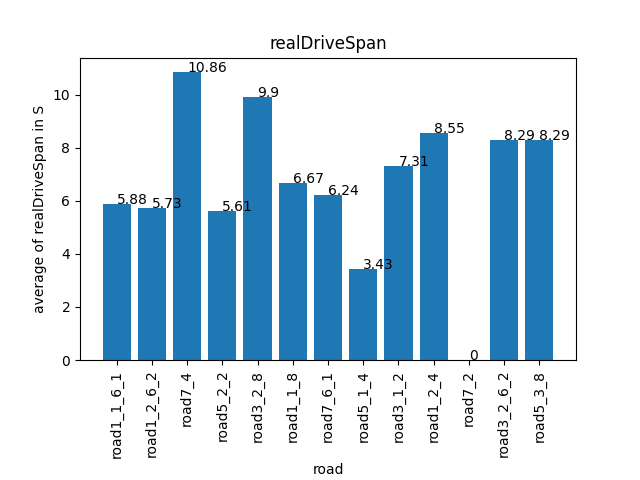 realDriveSpan
average of realDriveSpan in S
10
8
6
4
2
0
5.88
5.73
10.86
5.61
9.9
6.67
6.24
3.43
7.31
8.55
0
8.29
8.29
road1_1_6_1
road1_2_6_2
road7_4
road5_2_2
road3_2_8
road1_1_8
road7_6_1
road5_1_4
road3_1_2
road1_2_4
road7_2
road3_2_6_2
road5_3_8
road